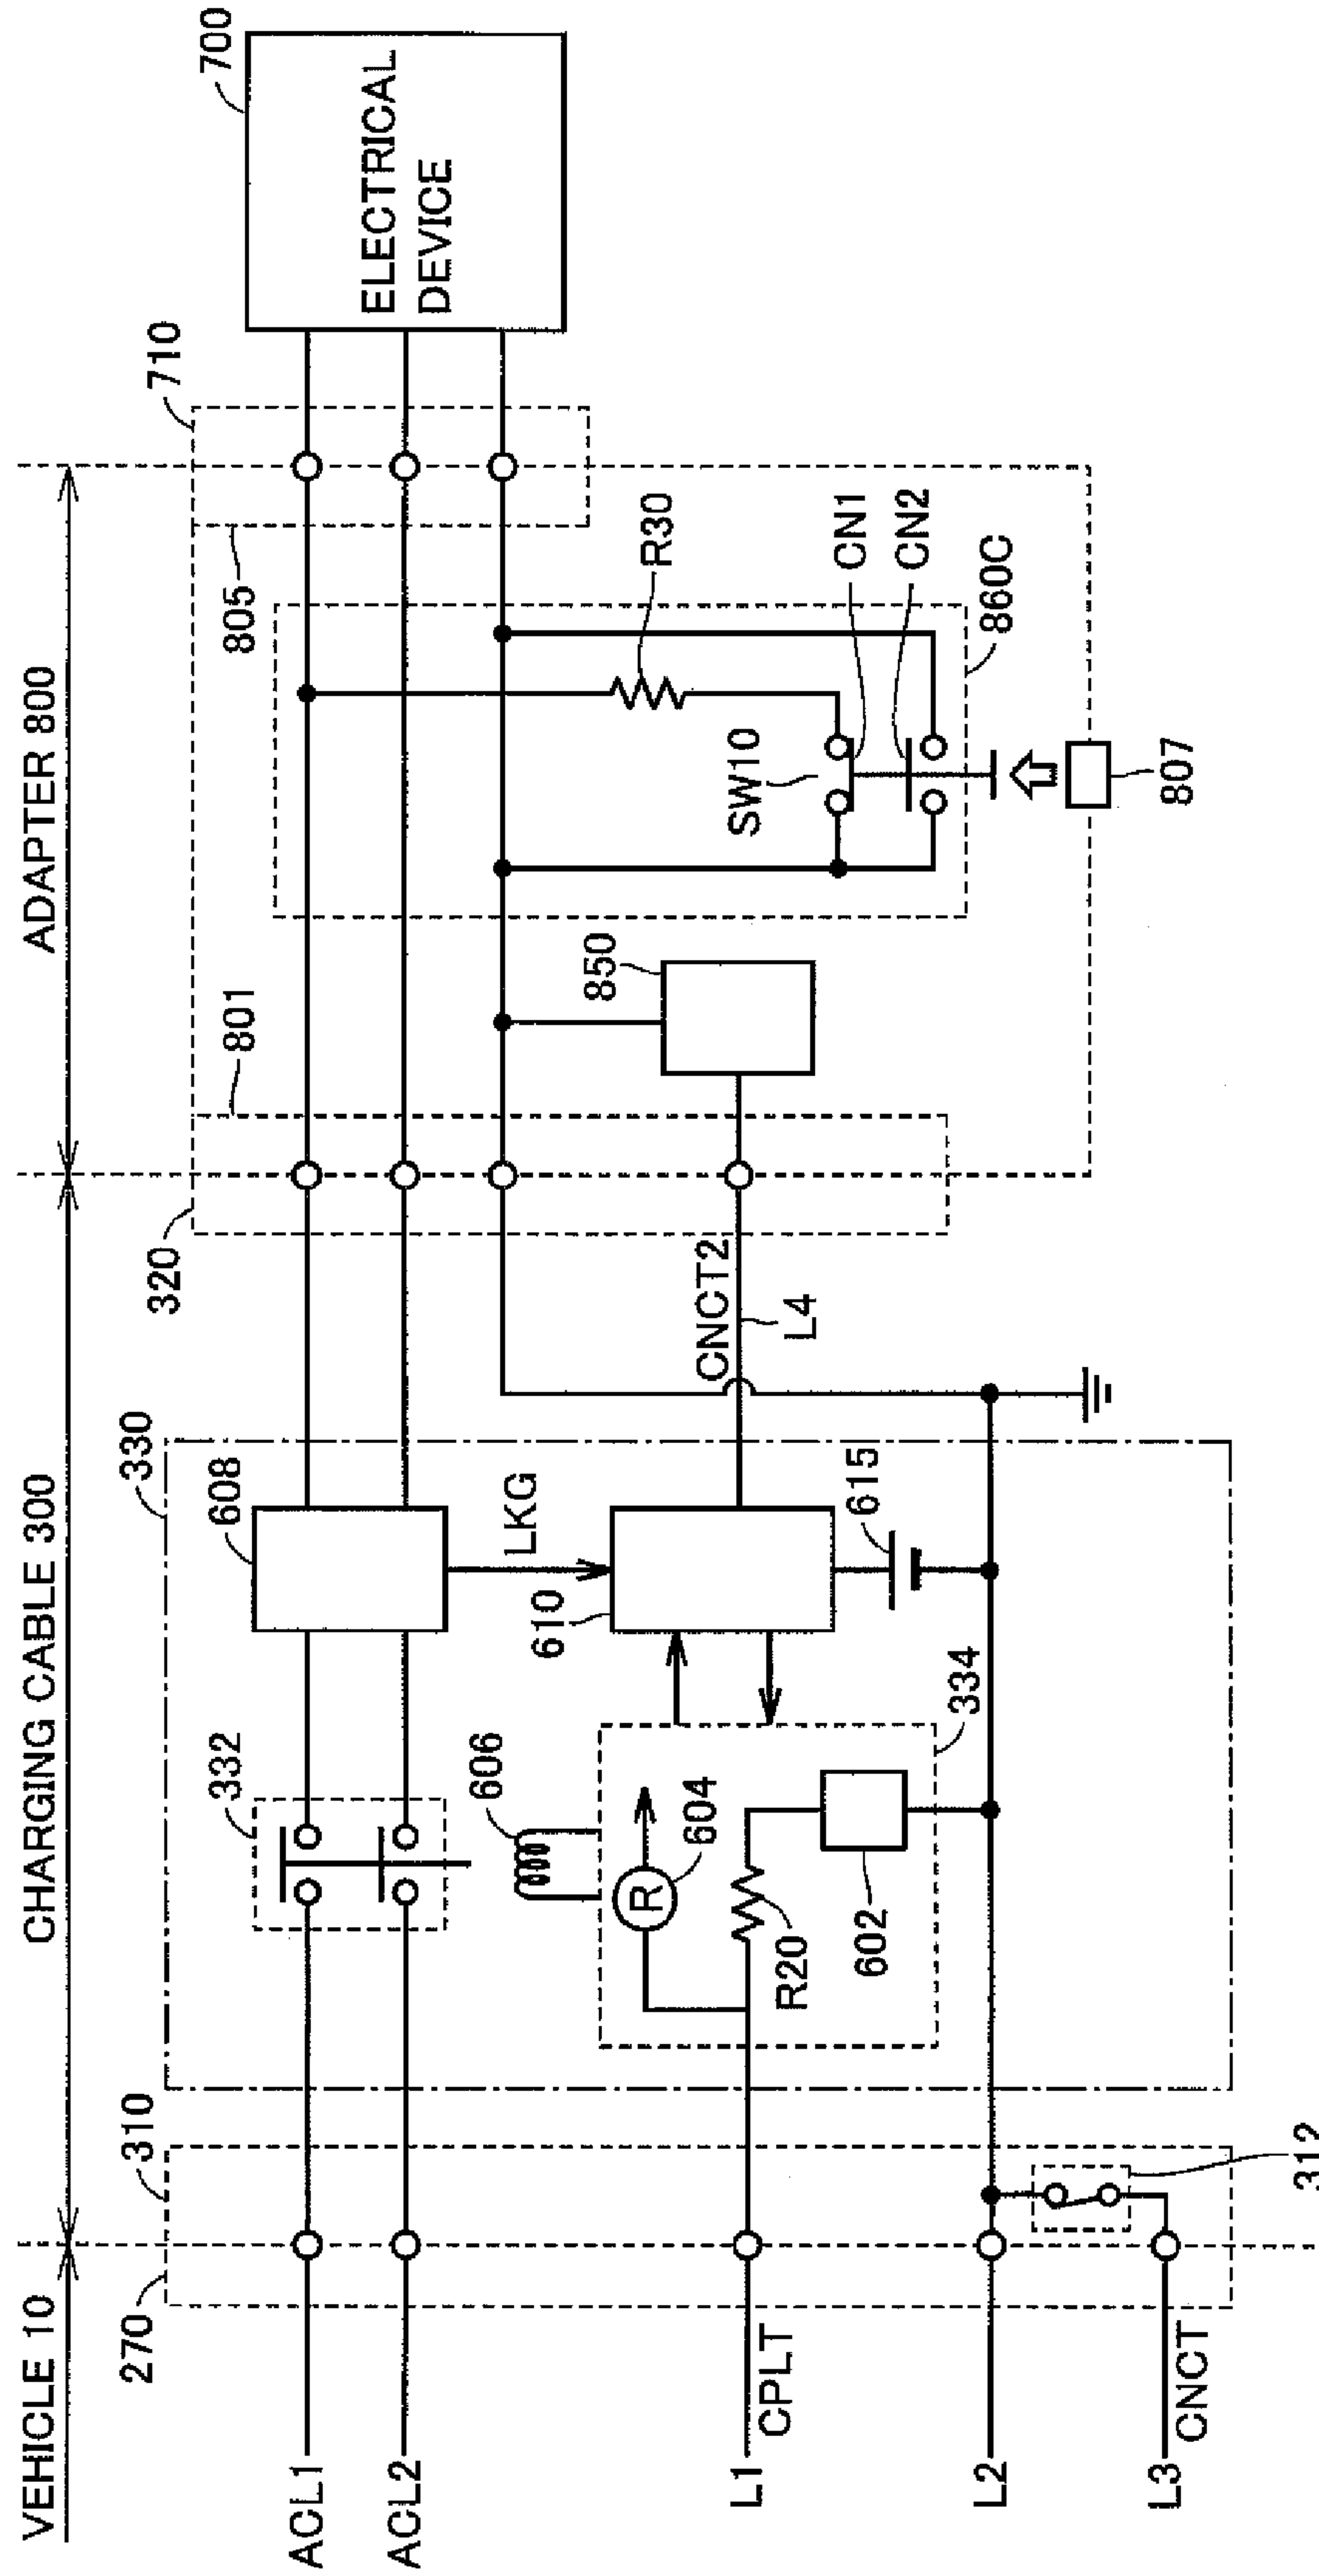 VEHICLE 10
CHARGING CABLE 300
ADAPTER 800
270
310
330
320
801
805
710
700
ACL1
ACL2
332
608
ELECTRICAL
DEVICE
606
LKG
610
604
R
R20
602
334
615
CNCT2
L4
850
R30
SW10
CN1
CN2
860C
807
L1
CPLT
L2
L3
CNCT
312